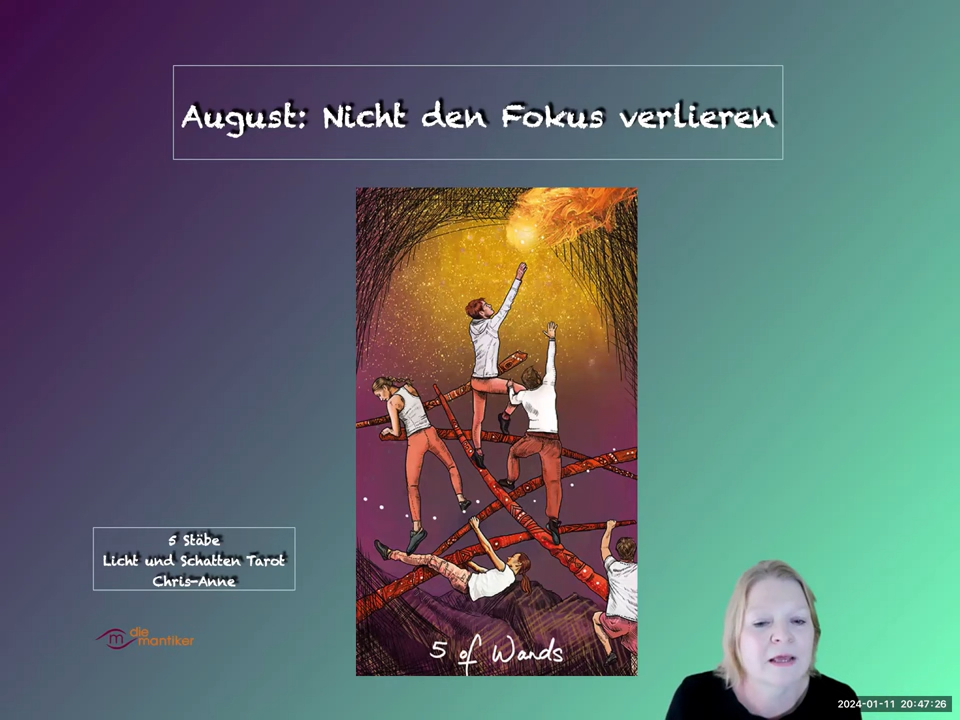 August: Nicht den Fokus verlieren
5 Stäbe
Licht und Schatten Tarot
Chris-Anne
m die
mantiker
5 of Wands
2024-01-11 20:47:26